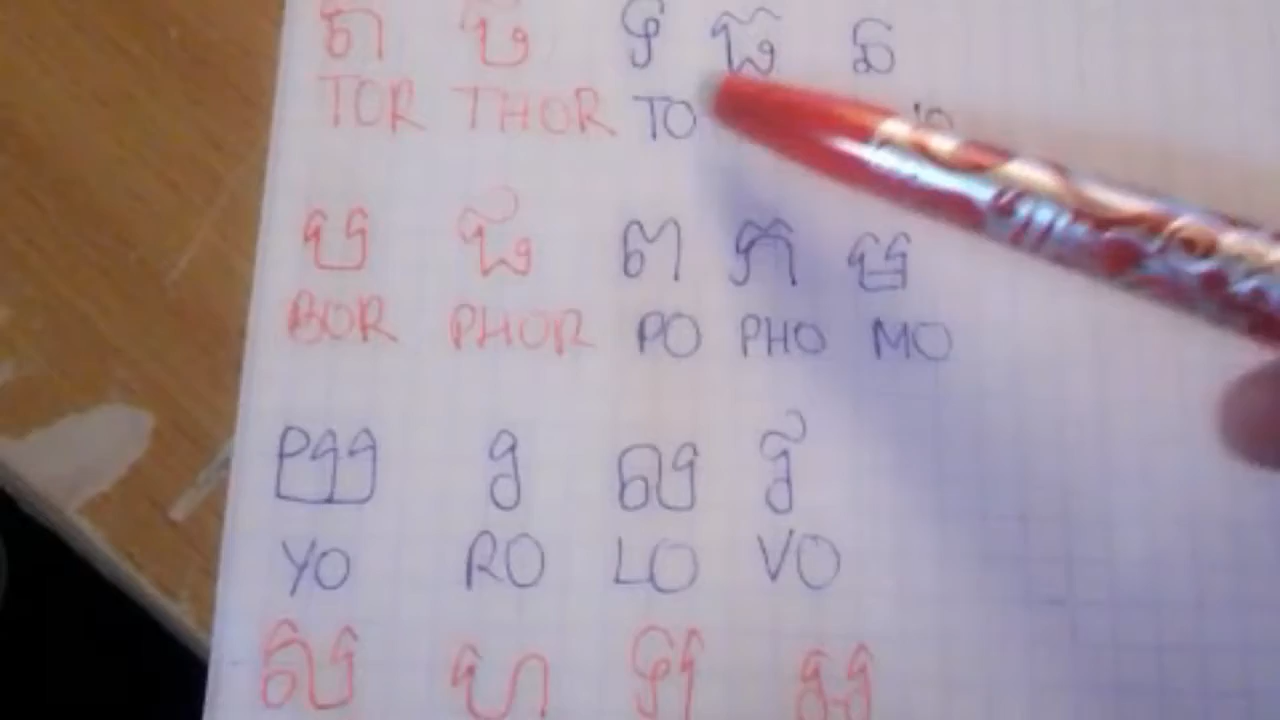 ត ថ ទ ធ ន
TOR THOR TO
ប ផ ព ភ ម
BOR PHOR PO PHO MO
យ រ ល វ
YO RO LO VO
ស ហ ឡ អ